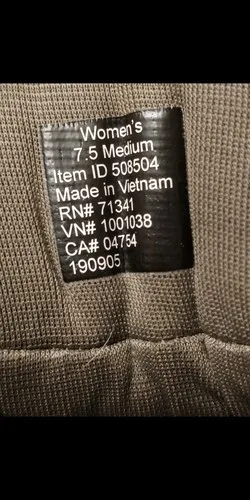 Women's
7.5 Medium
Item ID 508504
Made in Vietnam
RN# 71341
VN# 1001038
CA# 04754
190905